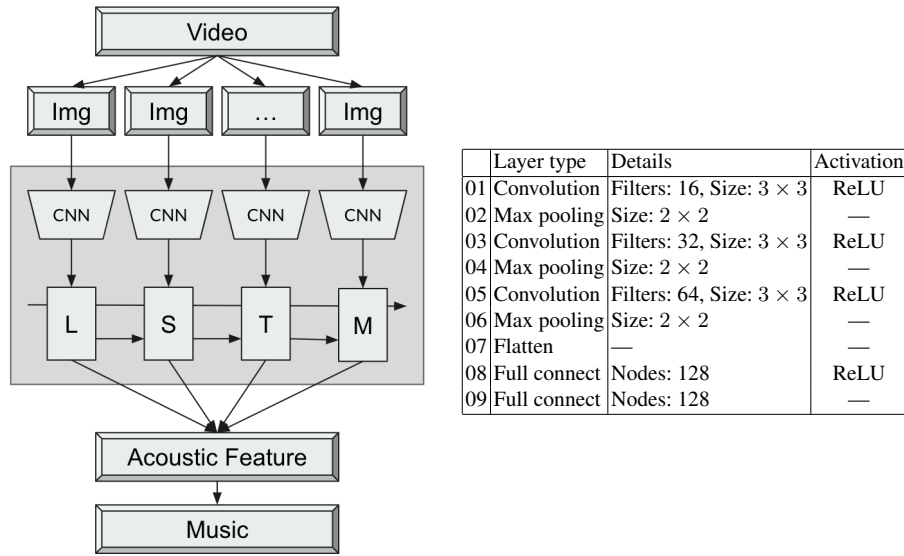 Video
Img Img … Img
CNN CNN CNN CNN
L S T M
Acoustic Feature
Music
Layer type Details Activation
01 Convolution Filters: 16, Size: 3 × 3 ReLU
02 Max pooling Size: 2 × 2 —
03 Convolution Filters: 32, Size: 3 × 3 ReLU
04 Max pooling Size: 2 × 2 —
05 Convolution Filters: 64, Size: 3 × 3 ReLU
06 Max pooling Size: 2 × 2 —
07 Flatten — —
08 Full connect Nodes: 128 ReLU
09 Full connect Nodes: 128 —